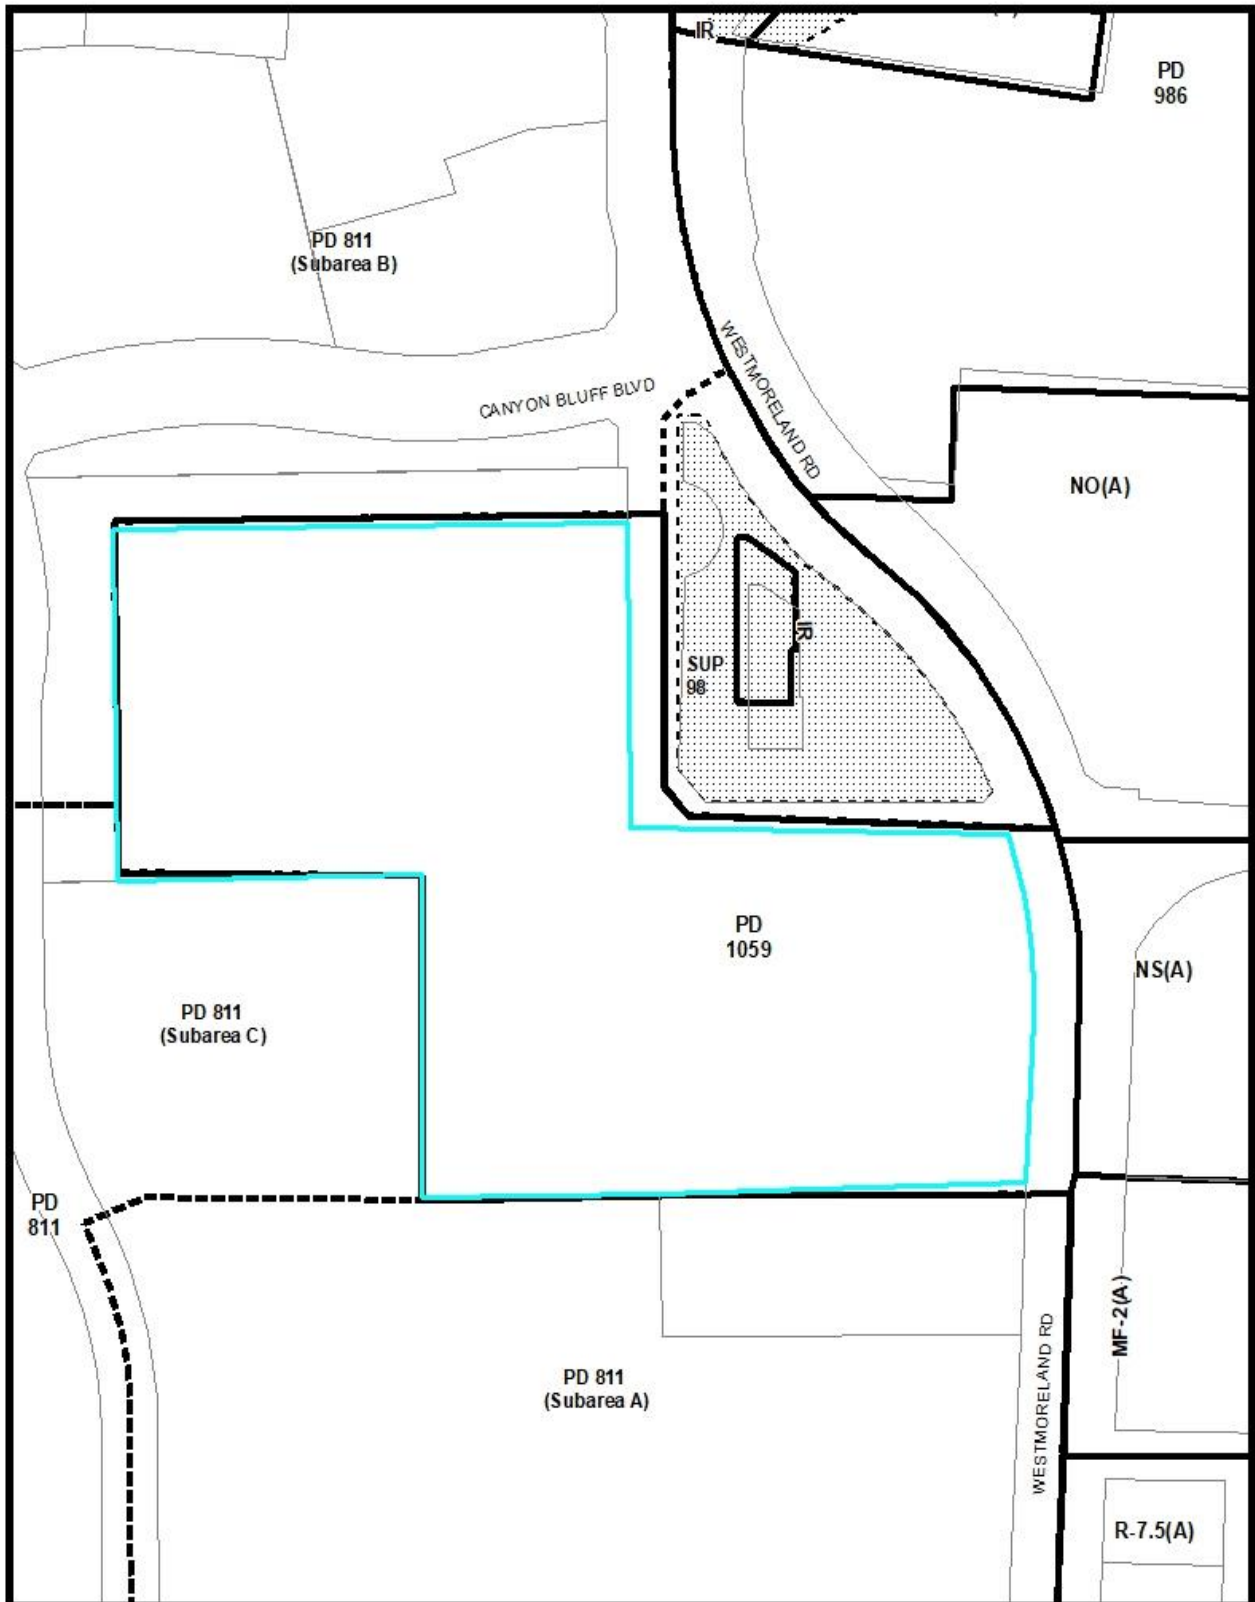 IR
PD
986
PD 811
(Subarea B)
WESTMORELAND RD
CANYON BLUFF BLVD
NO(A)
IR
SUP
98
PD
1059
NS(A)
PD 811
(Subarea C)
PD
811
MF-2(A)
WESTMORELAND RD
PD 811
(Subarea A)
R-7.5(A)